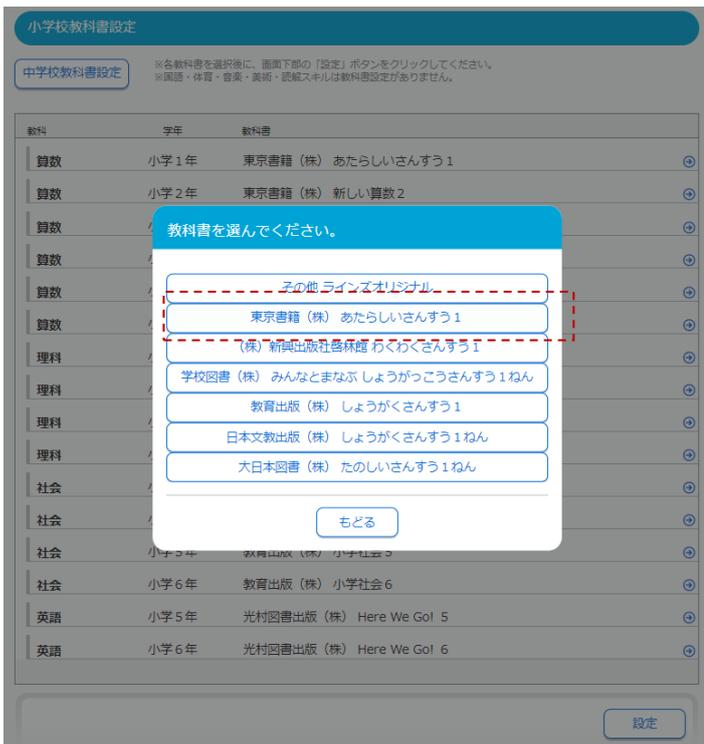 小学校教科書設定
中学校教科書設定
※各教科書を選択後に、画面下部の「設定」ボタンをクリックしてください。
※国語・体育・音楽・美術・読解スキルは教科書設定がありません。
教科 学年 教科書
算数 小学1年 東京書籍（株） あたらしいさんすう1
算数 小学2年 東京書籍（株） 新しい算数2
算数
算数
算数
算数
理科
理科
理科
理科
社会
社会
社会 小学5年 教育出版（株） 小学社会5
社会 小学6年 教育出版（株） 小学社会6
英語 小学5年 光村図書出版（株） Here We Go! 5
英語 小学6年 光村図書出版（株） Here We Go! 6
教科書を選んでください。
その他 ラインズオリジナル
東京書籍（株） あたらしいさんすう1
（株）新興出版社啓林館 わくわくさんすう1
学校図書（株） みんなとまなぶ しょうがっこうさんすう1ねん
教育出版（株） しょうがくさんすう1
日本文教出版（株） しょうがくさんすう1ねん
大日本図書（株） たのしいさんすう1ねん
もどる
設定